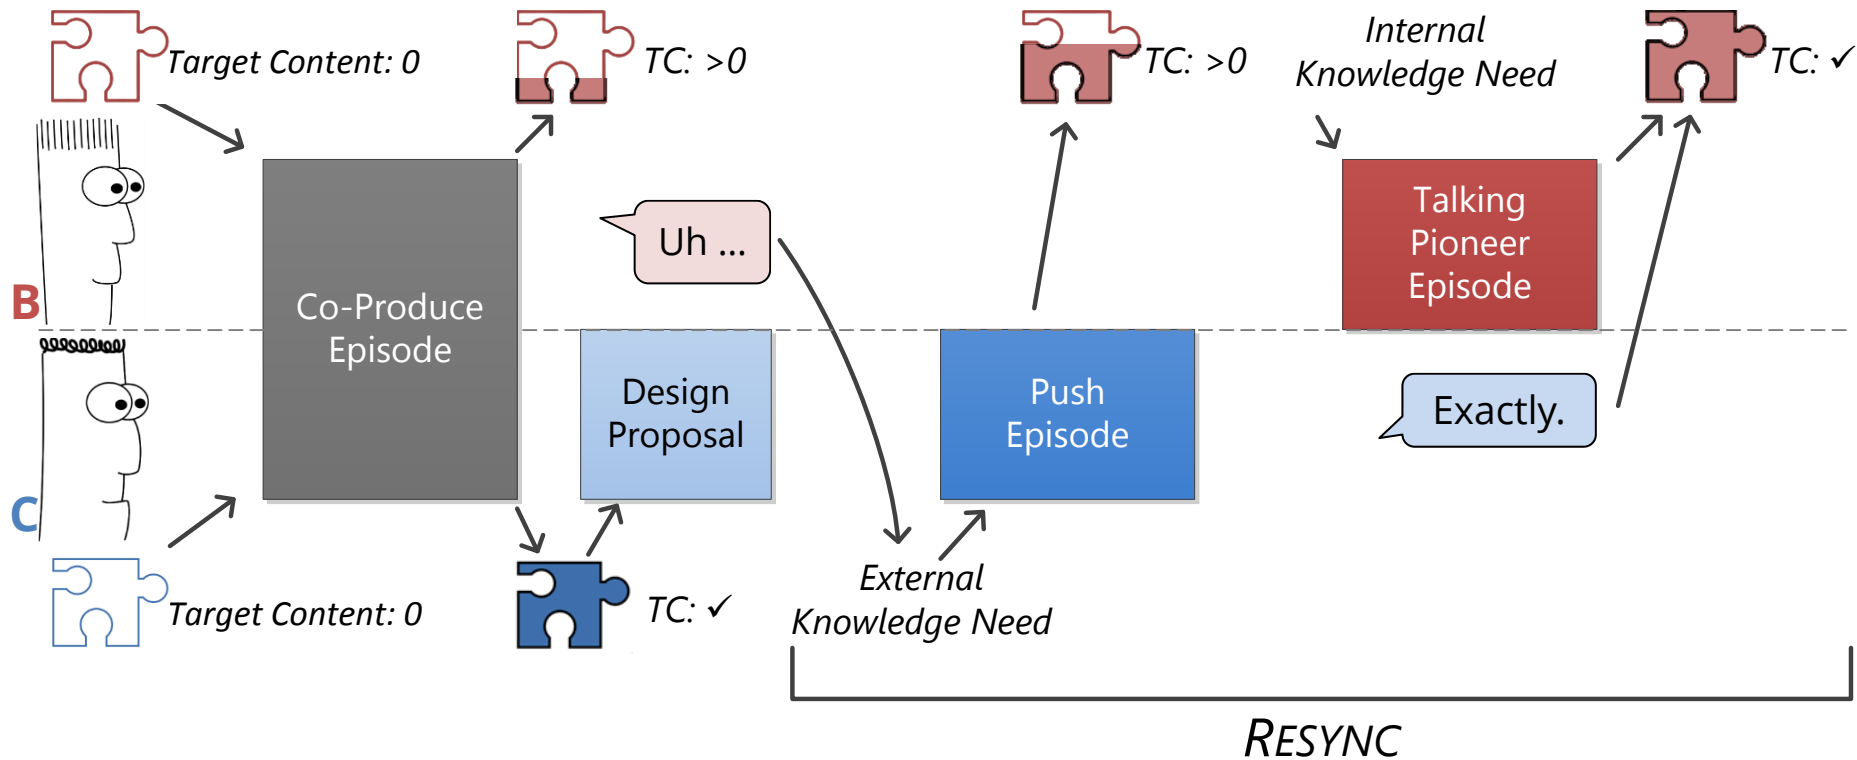 Target Content: 0
TC: >0
TC: >0
Internal
Knowledge Need
TC: ✓
B
Co-Produce
Episode
Uh ...
Talking
Pioneer
Episode
Design
Proposal
Push
Episode
Exactly.
C
Target Content: 0
TC: ✓
External
Knowledge Need
RESYNC